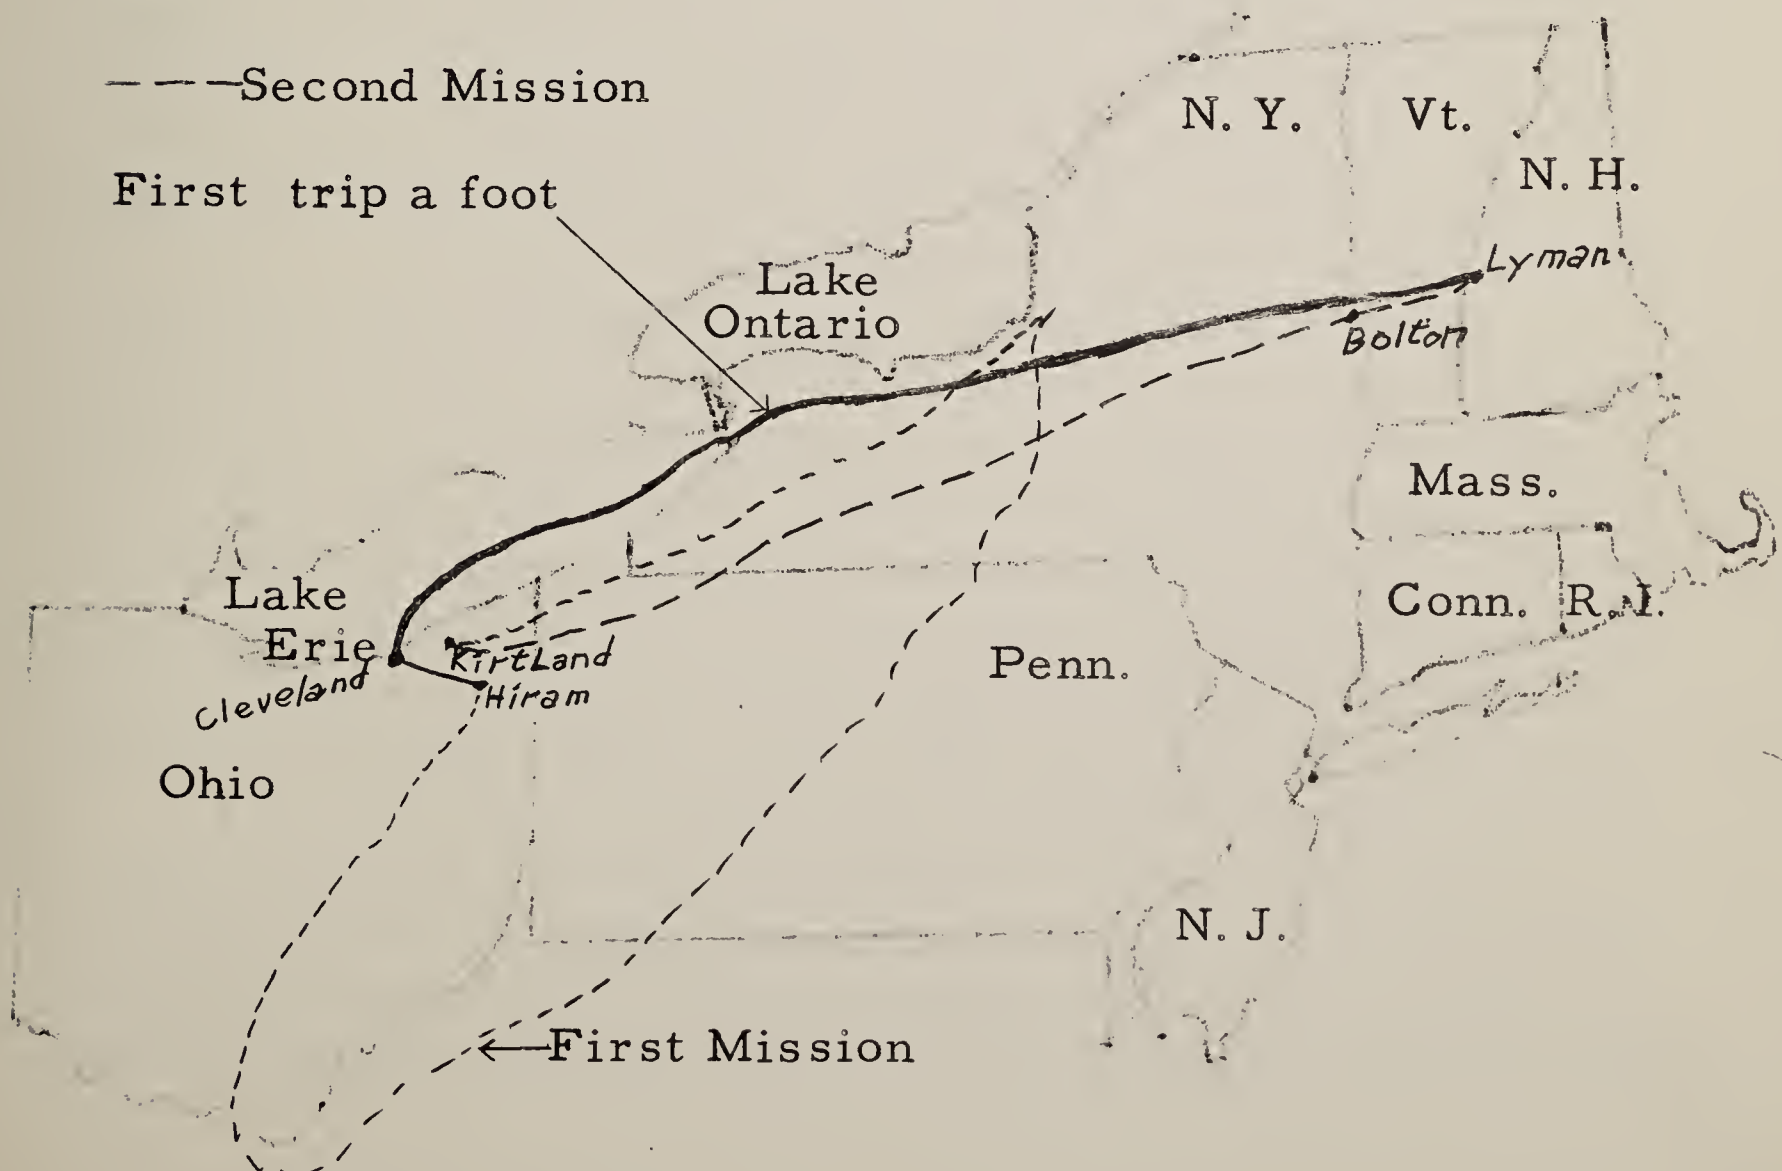 – – – Second Mission
First trip a foot
N. Y.
Vt.
N. H.
Lyman
Lake
Ontario
Bolton
Mass.
Lake
Erie
Conn.
R. I.
KirtLand
Penn.
Cleveland
Hiram
Ohio
N. J.
First Mission